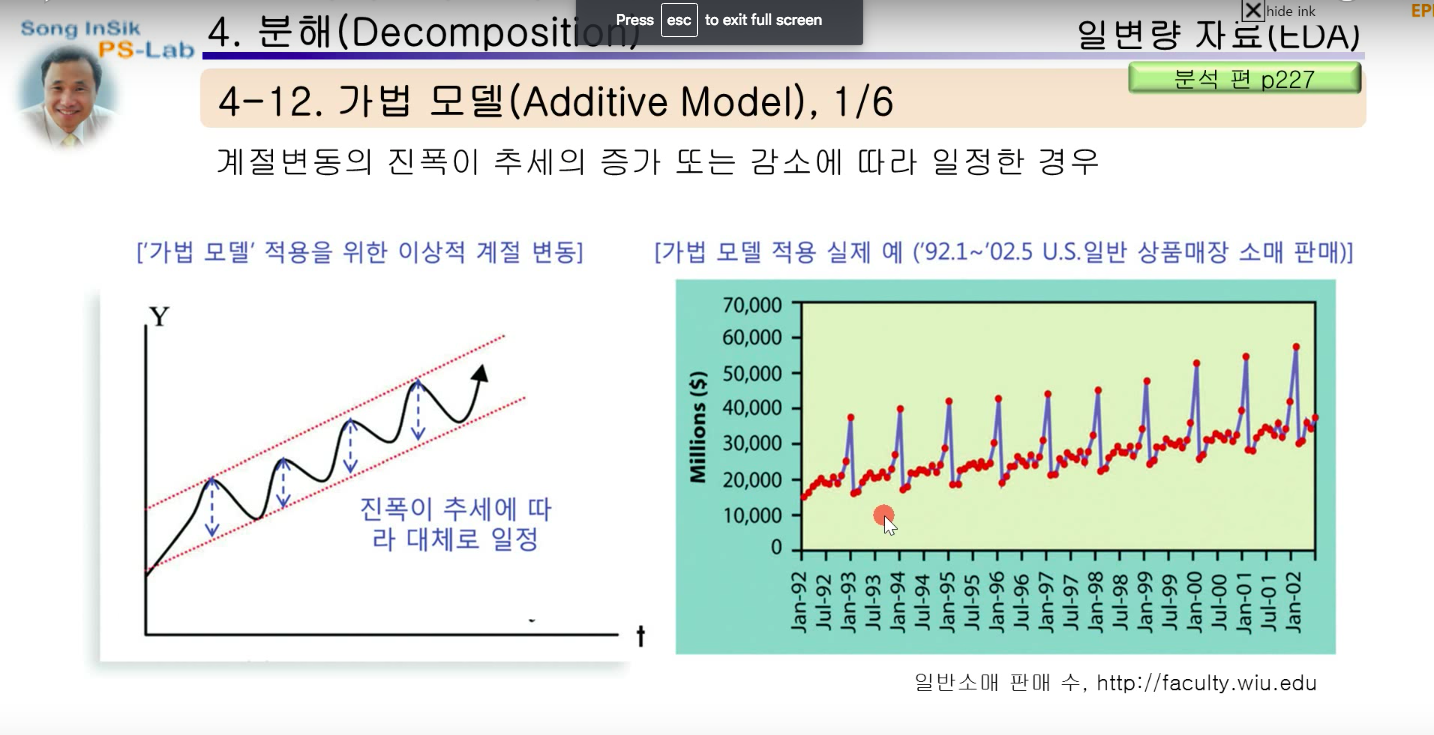 Press esc to exit full screen
hide ink
Song InSik
PS-Lab
4. 분해(Decomposition)
일변량 자료(EDA)
분석 편 p227
4-12. 가법 모델(Additive Model), 1/6
계절변동의 진폭이 추세의 증가 또는 감소에 따라 일정한 경우
['가법 모델' 적용을 위한 이상적 계절 변동]
Y
진폭이 추세에 따
라 대체로 일정
t
[가법 모델 적용 실제 예 ('92.1~'02.5 U.S.일반 상품매장 소매 판매)]
Millions ($)
70,000
60,000
50,000
40,000
30,000
20,000
10,000
0
Jan-92
Jul-92
Jan-93
Jul-93
Jan-94
Jul-94
Jan-95
Jul-95
Jan-96
Jul-96
Jan-97
Jul-97
Jan-98
Jul-98
Jan-99
Jul-99
Jan-00
Jul-00
Jan-01
Jul-01
Jan-02
일반소매 판매 수, http://faculty.wiu.edu